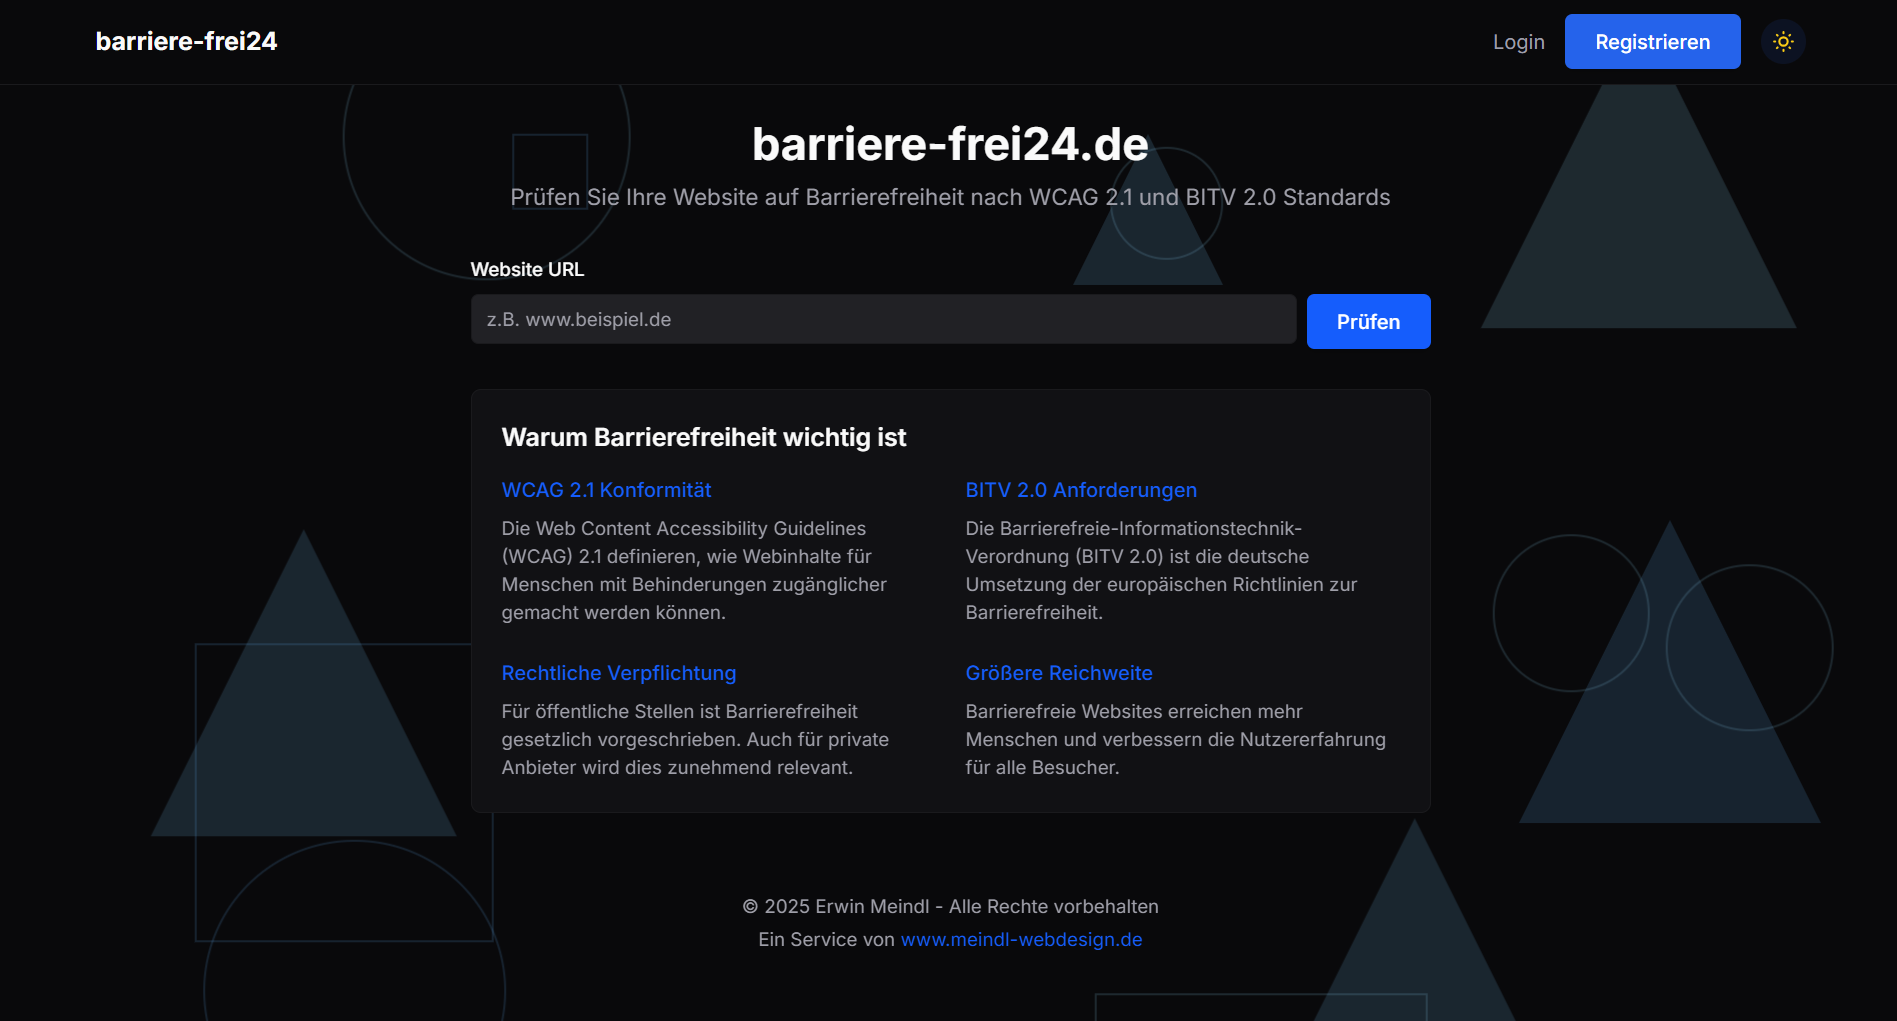 barriere-frei24
Login
Registrieren
barriere-frei24.de
Prüfen Sie Ihre Website auf Barrierefreiheit nach WCAG 2.1 und BITV 2.0 Standards
Website URL
z.B. www.beispiel.de
Prüfen
Warum Barrierefreiheit wichtig ist
WCAG 2.1 Konformität
Die Web Content Accessibility Guidelines
(WCAG) 2.1 definieren, wie Webinhalte für
Menschen mit Behinderungen zugänglicher
gemacht werden können.
BITV 2.0 Anforderungen
Die Barrierefreie-Informationstechnik-
Verordnung (BITV 2.0) ist die deutsche
Umsetzung der europäischen Richtlinien zur
Barrierefreiheit.
Rechtliche Verpflichtung
Für öffentliche Stellen ist Barrierefreiheit
gesetzlich vorgeschrieben. Auch für private
Anbieter wird dies zunehmend relevant.
Größere Reichweite
Barrierefreie Websites erreichen mehr
Menschen und verbessern die Nutzererfahrung
für alle Besucher.
© 2025 Erwin Meindl - Alle Rechte vorbehalten
Ein Service von www.meindl-webdesign.de